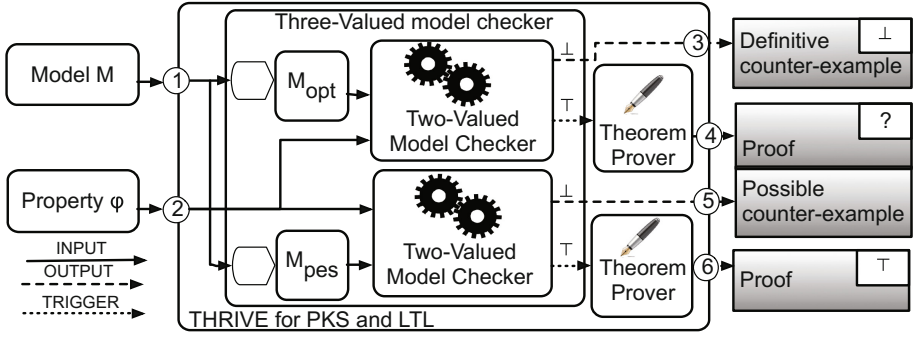 Three-Valued model checker
Model M
1
M opt
Two-Valued
Model Checker
⊥
⊤
3
Definitive
counter-example
⊥
Theorem
Prover
4
Proof
?
Property φ
2
M pes
Two-Valued
Model Checker
⊥
⊤
5
Possible
counter-example
Theorem
Prover
6
Proof
⊤
INPUT
OUTPUT
TRIGGER
THRIVE for PKS and LTL